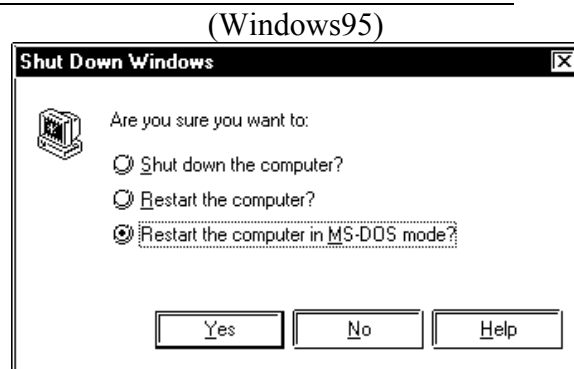 (Windows95)
Shut Down Windows
Are you sure you want to:
Shut down the computer?
Restart the computer?
Restart the computer in MS-DOS mode?
Yes No Help